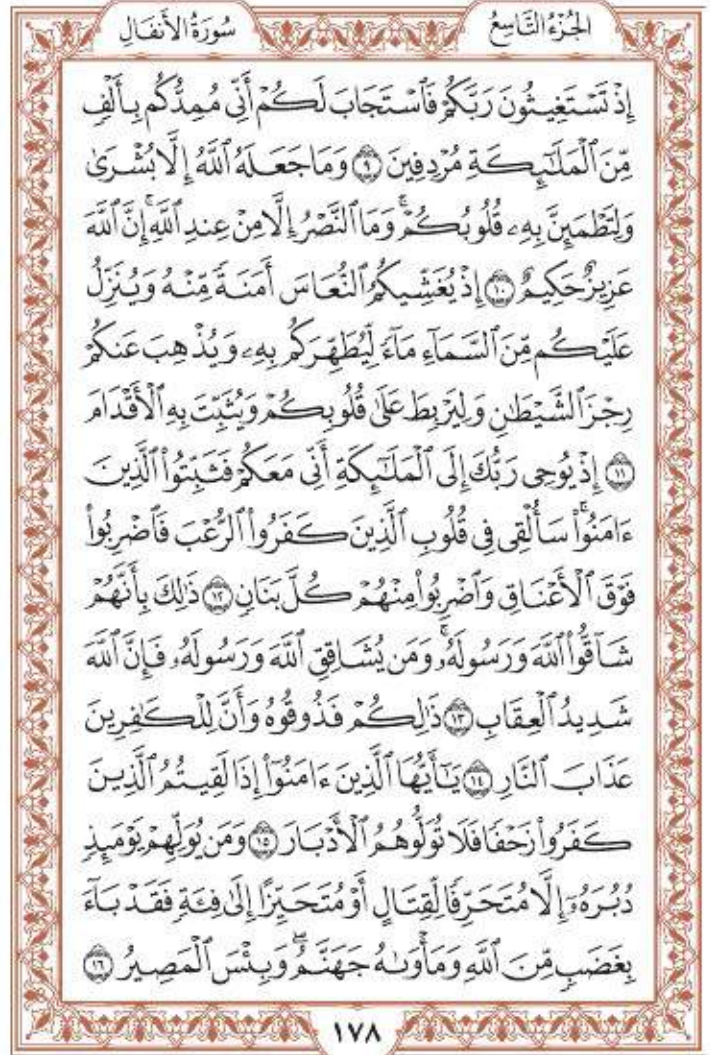 الجُزْءُ التَّاسِعُ
سُورَةُ الأَنفَالِ
إِذْ تَسْتَغِيثُونَ رَبَّكُمْ فَٱسْتَجَابَ لَكُمْ أَنِّى مُمِدُّكُم بِأَلْفٍ
مِّنَ ٱلْمَلَٰٓئِكَةِ مُرْدِفِينَ ۝٩ وَمَا جَعَلَهُ ٱللَّهُ إِلَّا بُشْرَىٰ
وَلِتَطْمَئِنَّ بِهِۦ قُلُوبُكُمْ ۚ وَمَا ٱلنَّصْرُ إِلَّا مِنْ عِندِ ٱللَّهِ ۚ إِنَّ ٱللَّهَ
عَزِيزٌ حَكِيمٌ ۝١٠ إِذْ يُغَشِّيكُمُ ٱلنُّعَاسَ أَمَنَةً مِّنْهُ وَيُنَزِّلُ
عَلَيْكُم مِّنَ ٱلسَّمَآءِ مَآءً لِّيُطَهِّرَكُم بِهِۦ وَيُذْهِبَ عَنكُمْ
رِجْزَ ٱلشَّيْطَٰنِ وَلِيَرْبِطَ عَلَىٰ قُلُوبِكُمْ وَيُثَبِّتَ بِهِ ٱلْأَقْدَامَ
۝١١ إِذْ يُوحِى رَبُّكَ إِلَى ٱلْمَلَٰٓئِكَةِ أَنِّى مَعَكُمْ فَثَبِّتُوا۟ ٱلَّذِينَ
ءَامَنُوا۟ ۚ سَأُلْقِى فِى قُلُوبِ ٱلَّذِينَ كَفَرُوا۟ ٱلرُّعْبَ فَٱضْرِبُوا۟
فَوْقَ ٱلْأَعْنَاقِ وَٱضْرِبُوا۟ مِنْهُمْ كُلَّ بَنَانٍ ۝١٢ ذَٰلِكَ بِأَنَّهُمْ
شَآقُّوا۟ ٱللَّهَ وَرَسُولَهُۥ ۚ وَمَن يُشَاقِقِ ٱللَّهَ وَرَسُولَهُۥ فَإِنَّ ٱللَّهَ
شَدِيدُ ٱلْعِقَابِ ۝١٣ ذَٰلِكُمْ فَذُوقُوهُ وَأَنَّ لِلْكَٰفِرِينَ
عَذَابَ ٱلنَّارِ ۝١٤ يَٰٓأَيُّهَا ٱلَّذِينَ ءَامَنُوٓا۟ إِذَا لَقِيتُمُ ٱلَّذِينَ
كَفَرُوا۟ زَحْفًا فَلَا تُوَلُّوهُمُ ٱلْأَدْبَارَ ۝١٥ وَمَن يُوَلِّهِمْ يَوْمَئِذٍ
دُبُرَهُۥٓ إِلَّا مُتَحَرِّفًا لِّقِتَالٍ أَوْ مُتَحَيِّزًا إِلَىٰ فِئَةٍ فَقَدْ بَآءَ
بِغَضَبٍ مِّنَ ٱللَّهِ وَمَأْوَىٰهُ جَهَنَّمُ ۖ وَبِئْسَ ٱلْمَصِيرُ ۝١٦
١٧٨